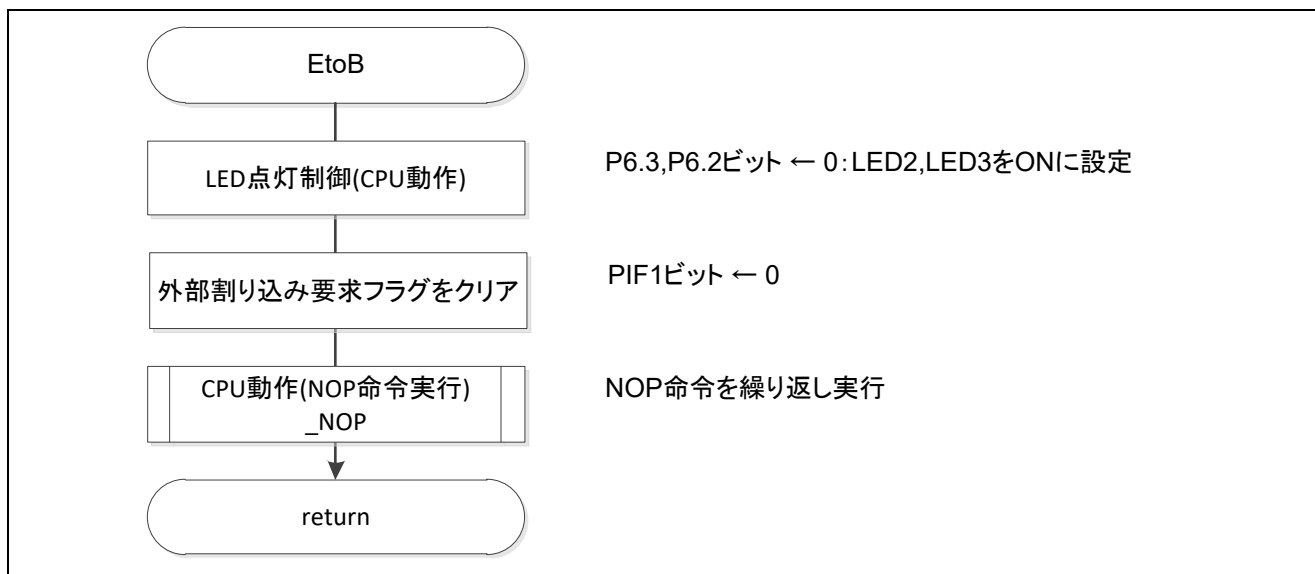 EtoB
LED点灯制御(CPU動作)
P6.3,P6.2ビット ← 0：LED2,LED3をONに設定
外部割り込み要求フラグをクリア
PIF1ビット ← 0
CPU動作(NOP命令実行)
_NOP
NOP命令を繰り返し実行
return